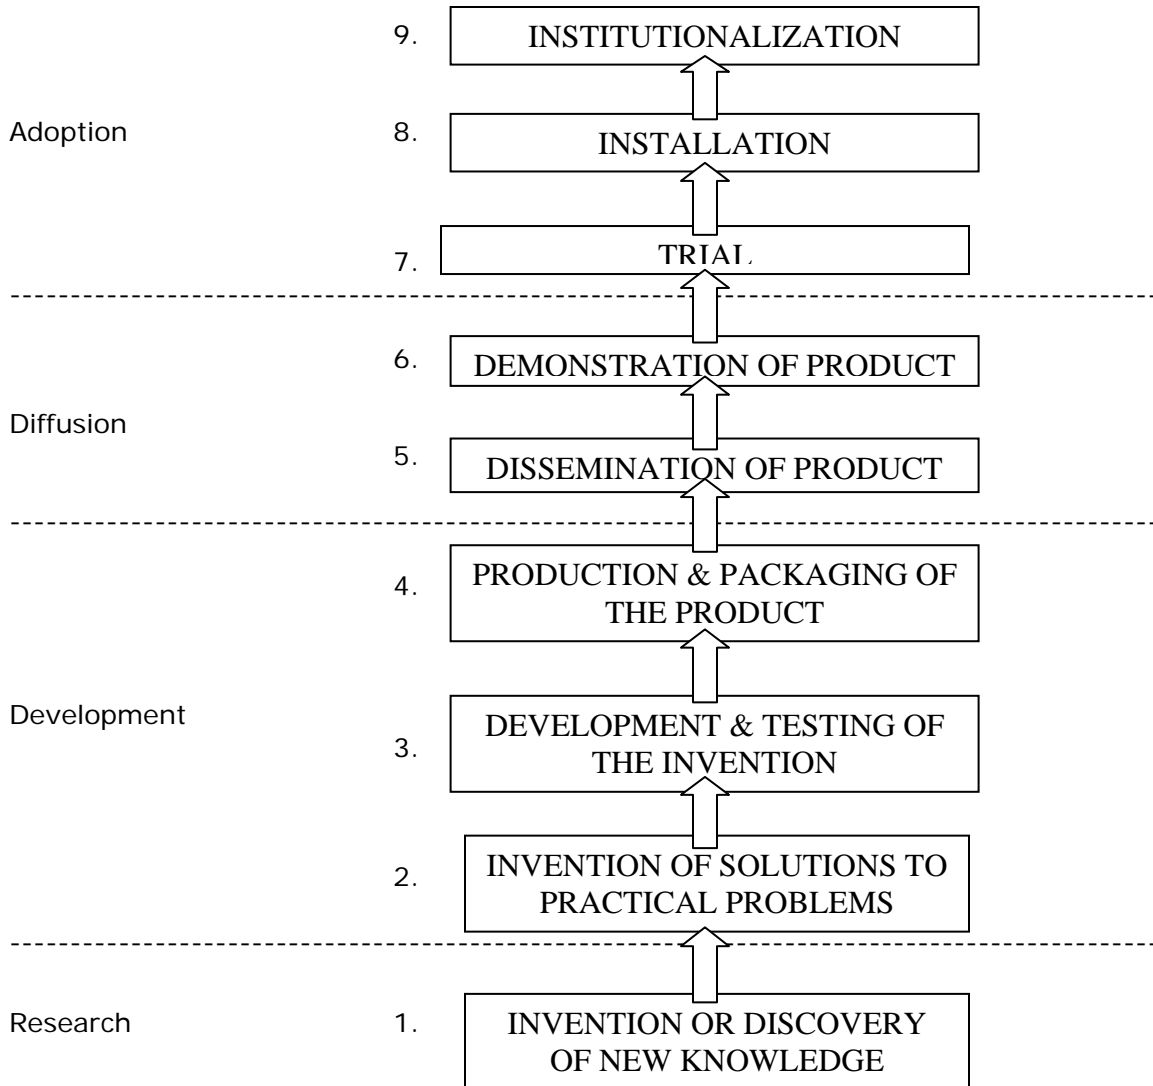 9. INSTITUTIONALIZATION
Adoption 8. INSTALLATION
7. TRIAL
6. DEMONSTRATION OF PRODUCT
Diffusion
5. DISSEMINATION OF PRODUCT
4. PRODUCTION & PACKAGING OF
THE PRODUCT
Development
3. DEVELOPMENT & TESTING OF
THE INVENTION
2. INVENTION OF SOLUTIONS TO
PRACTICAL PROBLEMS
Research 1. INVENTION OR DISCOVERY
OF NEW KNOWLEDGE